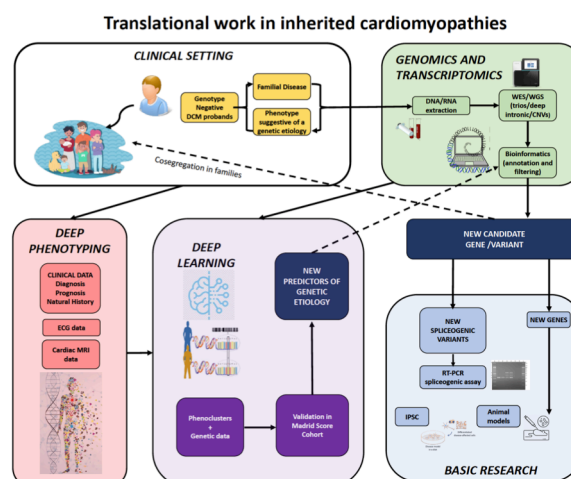 Translational work in inherited cardiomyopathies
CLINICAL SETTING
Genotype
Negative
DCM probands
Familial Disease
Phenotype
suggestive of a
genetic etiology
Cosegregation in families
GENOMICS AND
TRANSCRIPTOMICS
DNA/RNA
extraction
WES/WGS
(trios/deep
intronic/CNVs)
Bioinformatics
(annotation and
filtering)
DEEP
PHENOTYPING
CLINICAL DATA
Diagnosis
Prognosis
Natural History
ECG data
Cardiac MRI
data
DEEP
LEARNING
NEW
PREDICTORS OF
GENETIC
ETIOLOGY
Phenoclusters
+
Genetic data
Validation in
Madrid Score
Cohort
NEW CANDIDATE
GENE /VARIANT
NEW
SPLICEOGENIC
VARIANTS
NEW GENES
RT-PCR
spliceogenic assay
IPSC
Animal
models
BASIC RESEARCH